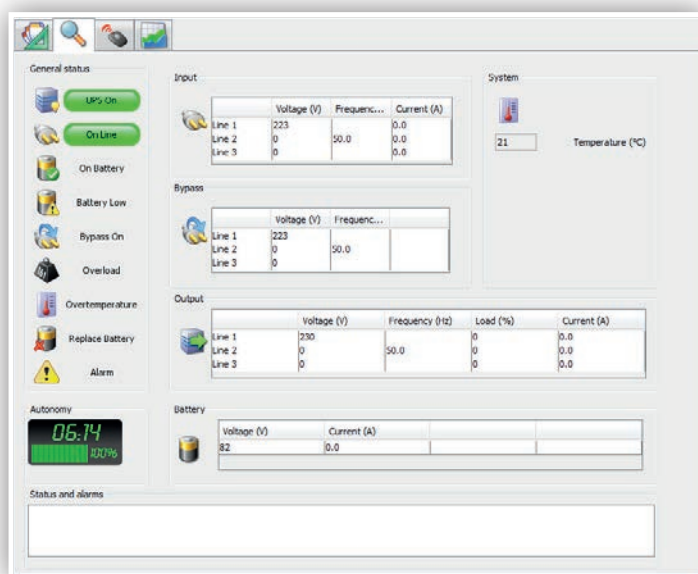 General status
UPS On
On Line
On Battery
Battery Low
Bypass On
Overload
Overtemperature
Replace Battery
Alarm
Autonomy
06:14
100%
Input
Voltage (V) Frequenc... Current (A)
Line 1 223 0.0
Line 2 0 50.0 0.0
Line 3 0 0.0
Bypass
Voltage (V) Frequenc...
Line 1 223
Line 2 0 50.0
Line 3 0
Output
Voltage (V) Frequency (Hz) Load (%) Current (A)
Line 1 230 0 0.0
Line 2 0 50.0 0 0.0
Line 3 0 0 0.0
Battery
Voltage (V) Current (A)
82 0.0
System
21 Temperature (°C)
Status and alarms